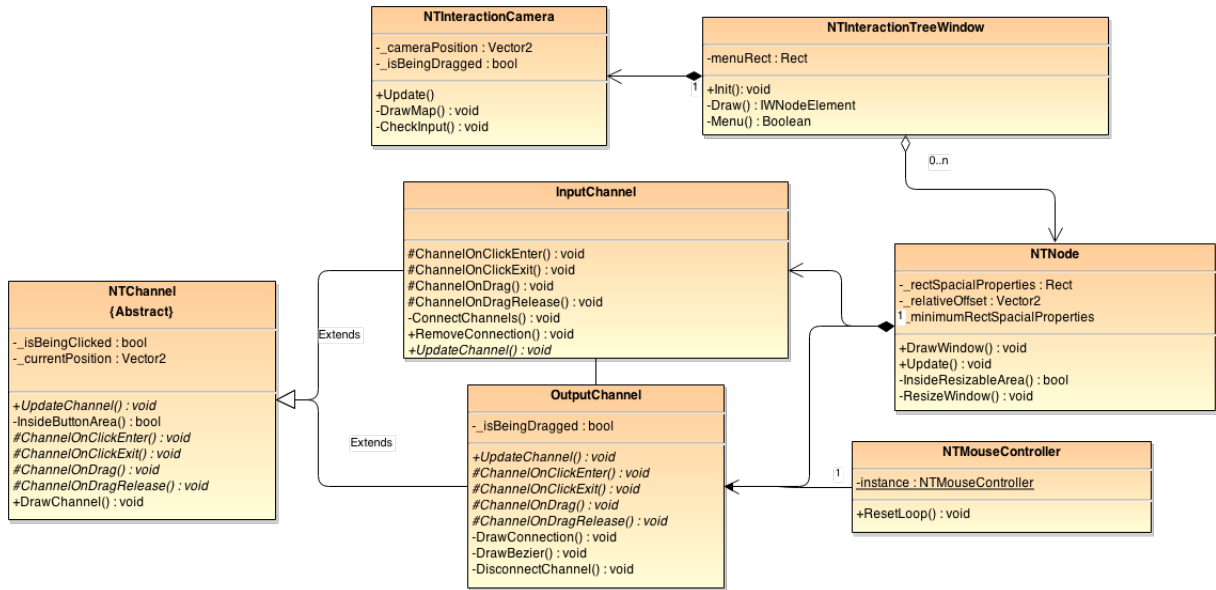 NTInteractionCamera
-_cameraPosition : Vector2
-_isBeingDragged : bool
+Update()
-DrawMap() : void
-CheckInput() : void
NTInteractionTreeWindow
-menuRect : Rect
+Init(): void
-Draw() : IWNodeElement
-Menu() : Boolean
1
0..n
InputChannel
#ChannelOnClickEnter() : void
#ChannelOnClickExit() : void
#ChannelOnDrag() : void
#ChannelOnDragRelease() : void
-ConnectChannels() : void
+RemoveConnection() : void
+UpdateChannel() : void
NTNode
-_rectSpacialProperties : Rect
-_relativeOffset : Vector2
_minimumRectSpacialProperties
+DrawWindow() : void
+Update() : void
-InsideResizableArea() : bool
-ResizeWindow() : void
1
NTChannel
{Abstract}
-_isBeingClicked : bool
-_currentPosition : Vector2
+UpdateChannel() : void
-InsideButtonArea() : bool
#ChannelOnClickEnter() : void
#ChannelOnClickExit() : void
#ChannelOnDrag() : void
#ChannelOnDragRelease() : void
+DrawChannel() : void
Extends
Extends
OutputChannel
-_isBeingDragged : bool
+UpdateChannel() : void
#ChannelOnClickEnter() : void
#ChannelOnClickExit() : void
#ChannelOnDrag() : void
#ChannelOnDragRelease() : void
-DrawConnection() : void
-DrawBezier() : void
-DisconnectChannel() : void
1
NTMouseController
-instance : NTMouseController
+ResetLoop() : void